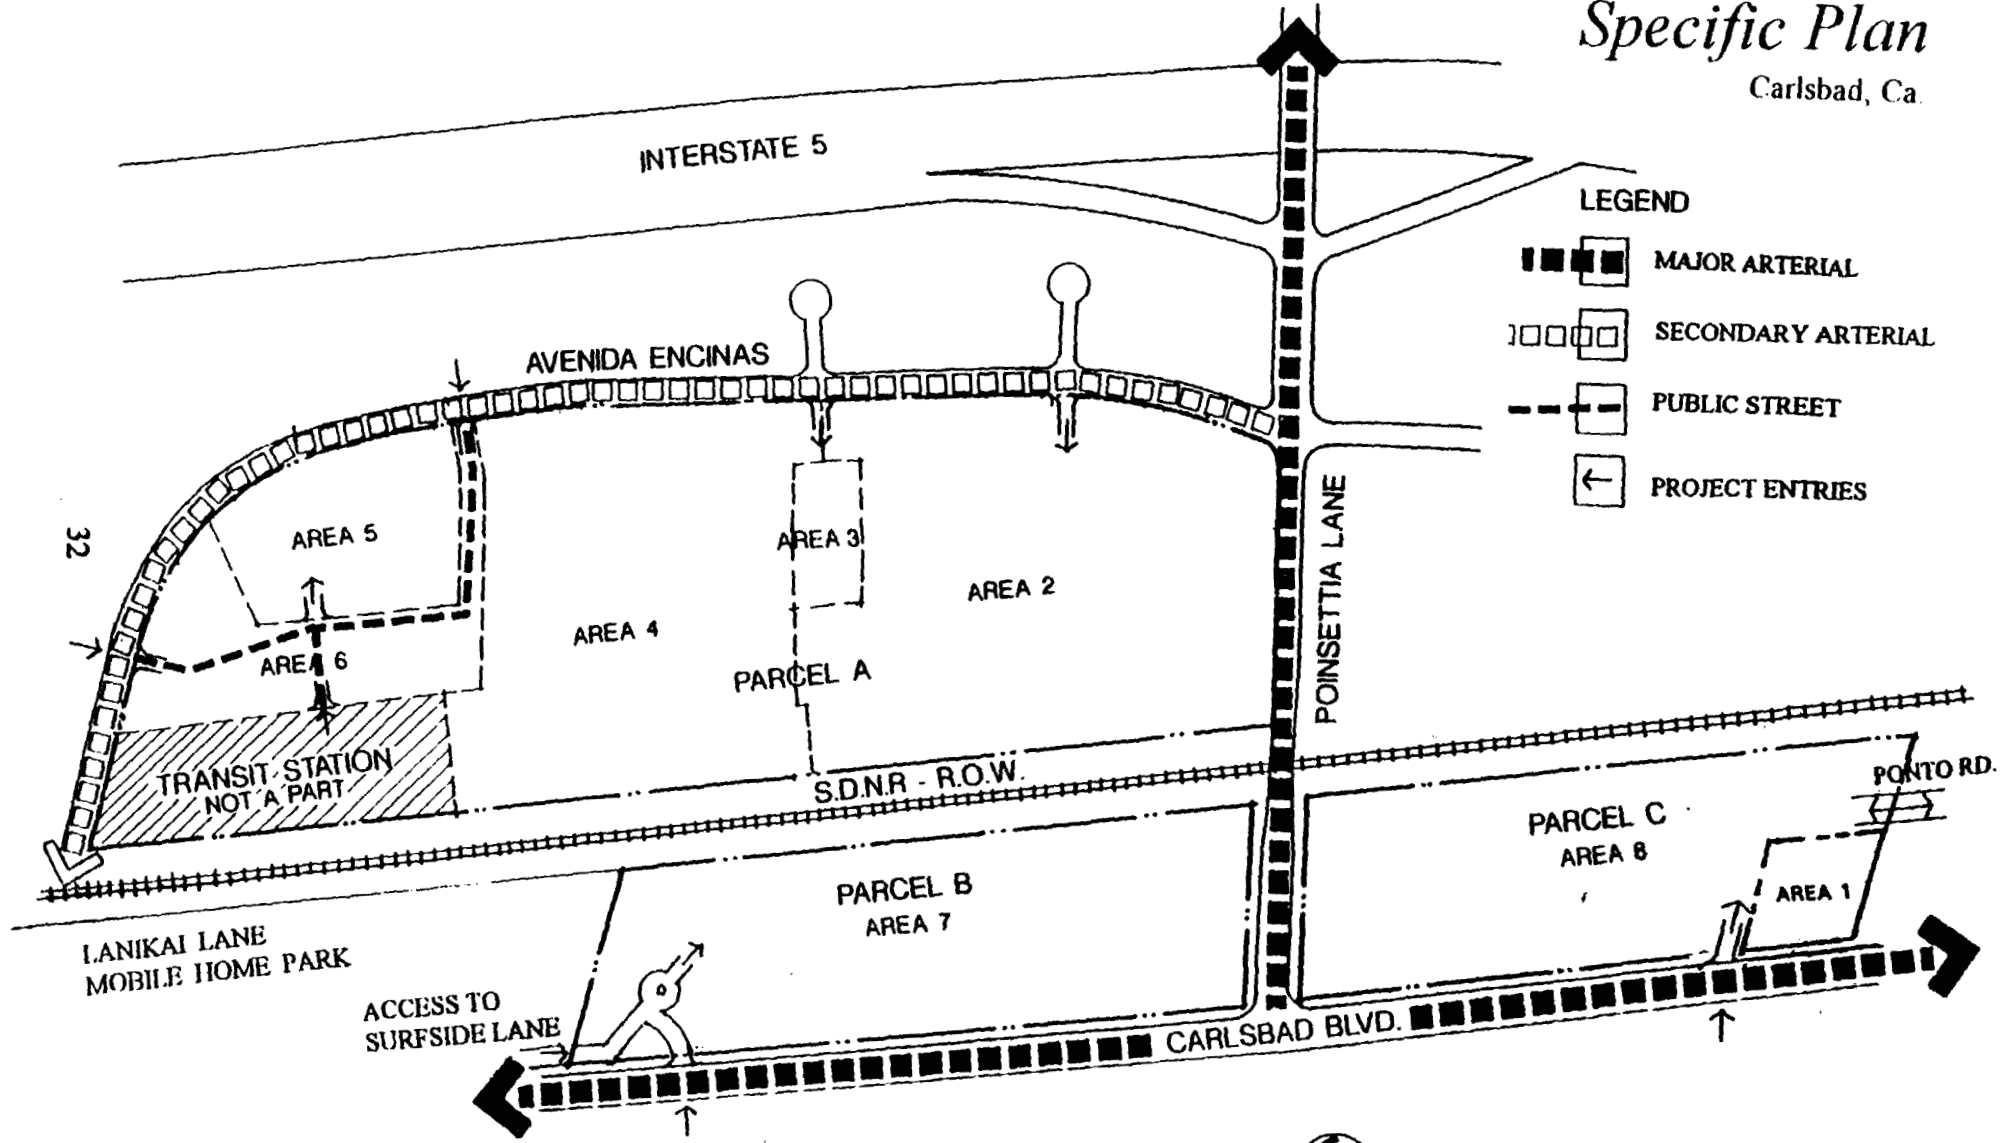 Specific Plan
Carlsbad, Ca.
INTERSTATE 5
LEGEND
MAJOR ARTERIAL
SECONDARY ARTERIAL
PUBLIC STREET
PROJECT ENTRIES
AVENIDA ENCINAS
32
AREA 5
AREA 3
AREA 2
AREA 4
AREA 6
PARCEL A
POINSETTIA LANE
TRANSIT STATION
NOT A PART
S.D.N.R - R.O.W.
PONTO RD.
PARCEL C
AREA 8
AREA 1
PARCEL B
AREA 7
LANIKAI LANE
MOBILE HOME PARK
ACCESS TO
SURFSIDE LANE
CARLSBAD BLVD.